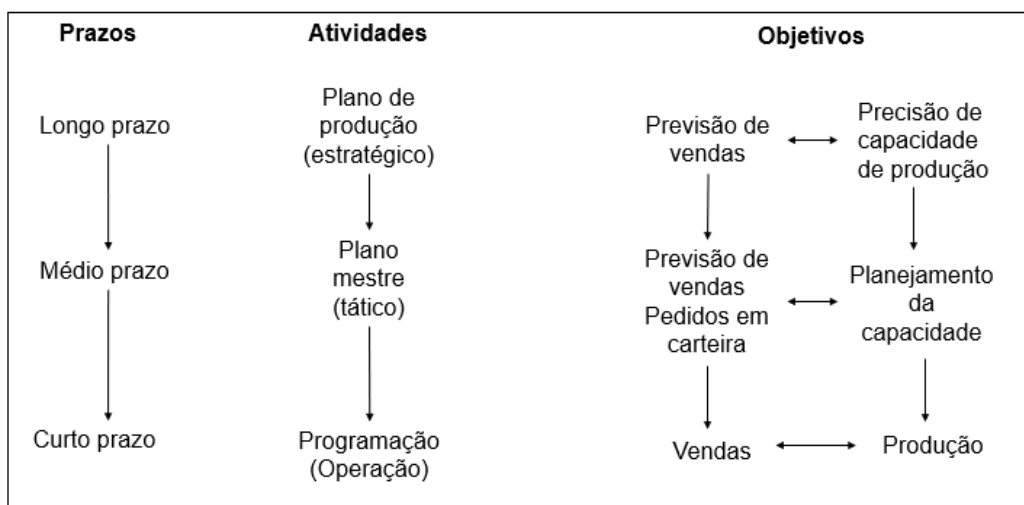 Prazos
Atividades
Objetivos
Longo prazo
Plano de
produção
(estratégico)
Previsão de
vendas
Precisão de
capacidade
de produção
Médio prazo
Plano
mestre
(tático)
Previsão de
vendas
Pedidos em
carteira
Planejamento
da
capacidade
Curto prazo
Programação
(Operação)
Vendas
Produção